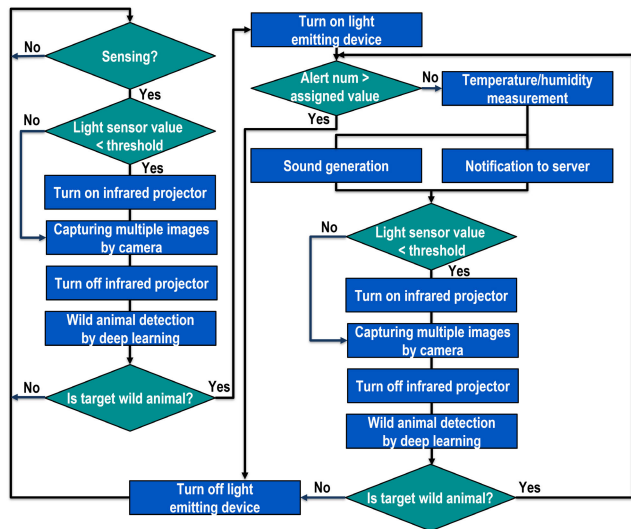 Sensing?
No
Yes
Light sensor value
< threshold
No
Yes
Turn on infrared projector
Capturing multiple images
by camera
Turn off infrared projector
Wild animal detection
by deep learning
Is target wild animal?
No
Yes
Turn on light
emitting device
Alert num >
assigned value
No
Yes
Temperature/humidity
measurement
Sound generation
Notification to server
Light sensor value
< threshold
No
Yes
Turn on infrared projector
Capturing multiple images
by camera
Turn off infrared projector
Wild animal detection
by deep learning
Is target wild animal?
No
Yes
Turn off light
emitting device